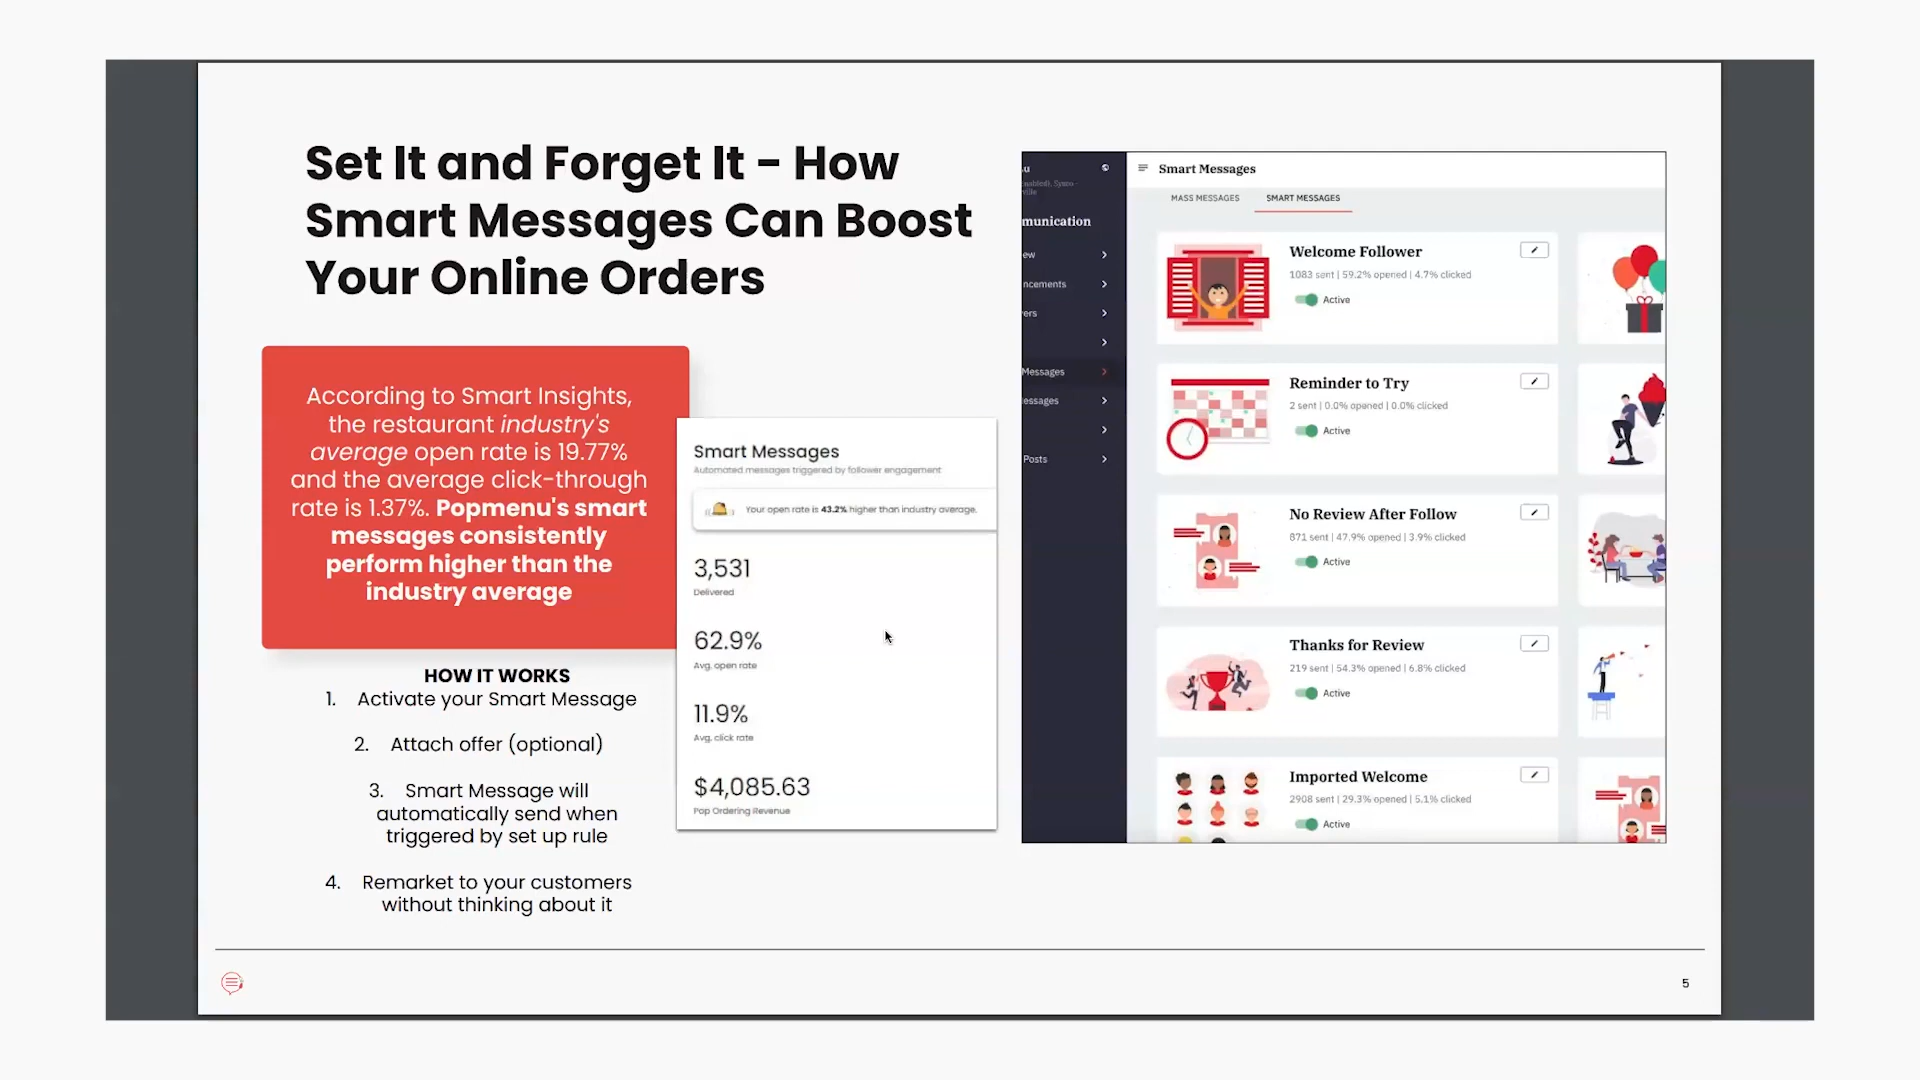 Set It and Forget It - How
Smart Messages Can Boost
Your Online Orders
According to Smart Insights,
the restaurant industry's
average open rate is 19.77%
and the average click-through
rate is 1.37%. Popmenu's smart
messages consistently
perform higher than the
industry average
HOW IT WORKS
1. Activate your Smart Message
2. Attach offer (optional)
3. Smart Message will
automatically send when
triggered by set up rule
4. Remarket to your customers
without thinking about it
Smart Messages
Automated messages triggered by follower engagement
Your open rate is 43.2% higher than industry average.
3,531
Delivered
62.9%
Avg. open rate
11.9%
Avg. click rate
$4,085.63
Pop Ordering Revenue
munication
ew
ncements
ers
Messages
essages
Posts
Smart Messages
MASS MESSAGES SMART MESSAGES
Welcome Follower
1083 sent | 59.2% opened | 4.7% clicked
Active
Reminder to Try
2 sent | 0.0% opened | 0.0% clicked
Active
No Review After Follow
871 sent | 47.9% opened | 3.9% clicked
Active
Thanks for Review
219 sent | 54.3% opened | 6.8% clicked
Active
Imported Welcome
2908 sent | 29.3% opened | 5.1% clicked
Active
5